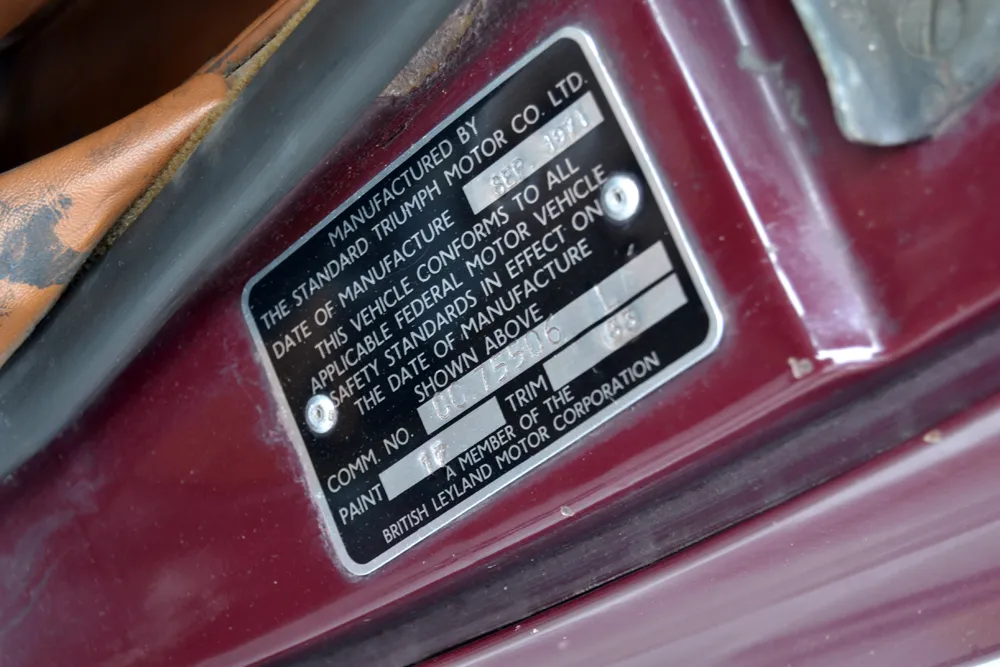 MANUFACTURED BY
THE STANDARD TRIUMPH MOTOR CO. LTD.
DATE OF MANUFACTURE SEP. 1971
THIS VEHICLE CONFORMS TO ALL
APPLICABLE FEDERAL MOTOR VEHICLE
SAFETY STANDARDS IN EFFECT ON
THE DATE OF MANUFACTURE
SHOWN ABOVE
COMM. NO. L
PAINT TRIM
A MEMBER OF THE
BRITISH LEYLAND MOTOR CORPORATION